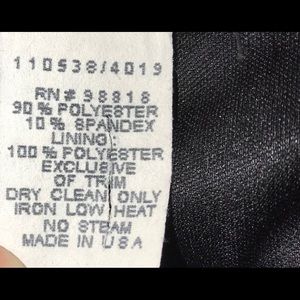 110538/4019
RN# 98818
90% POLYESTER
10% SPANDEX
LINING:
100% POLYESTER
EXCLUSIVE
OF TRIM
DRY CLEAN ONLY
IRON LOW HEAT
NO STEAM
MADE IN U.S.A